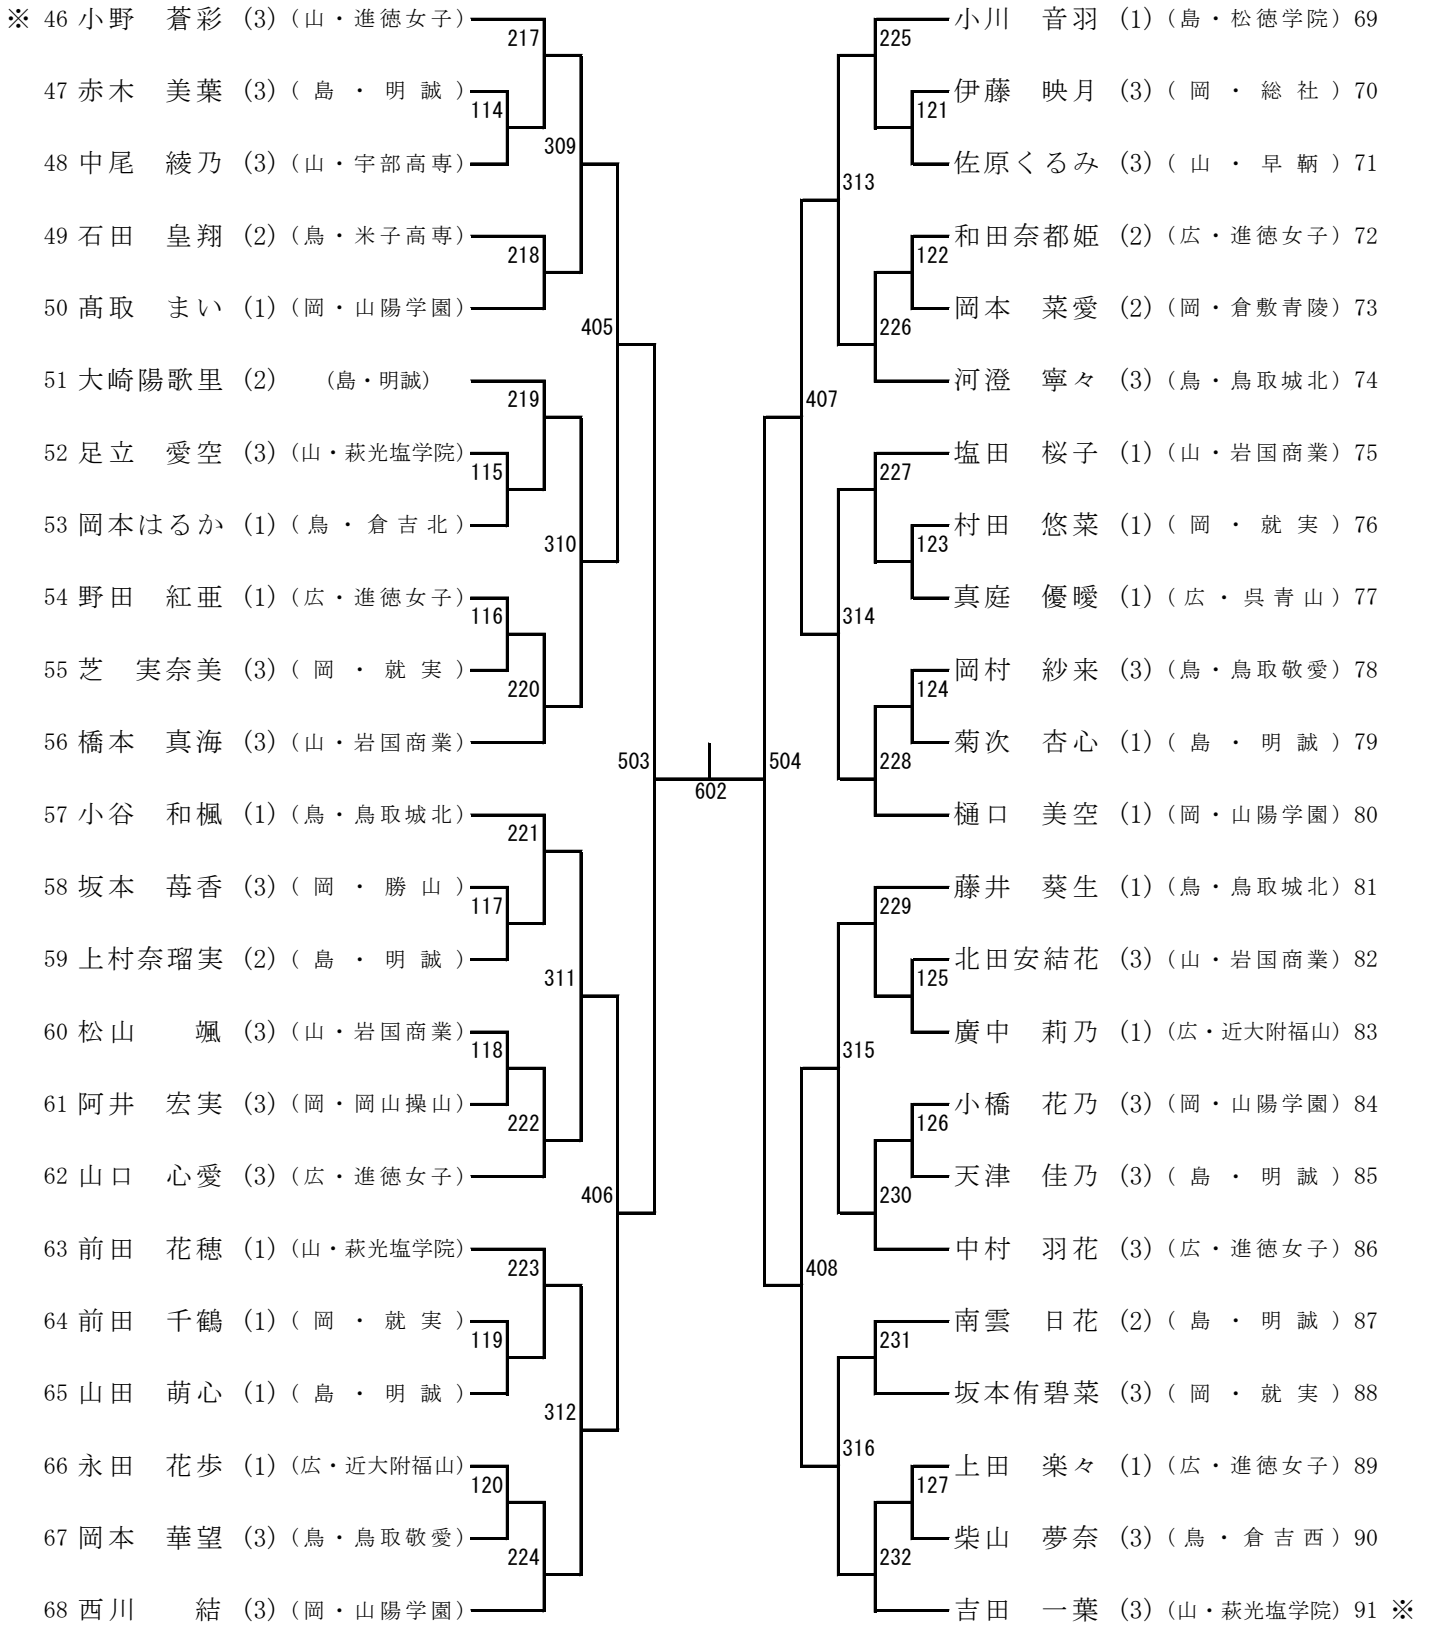 ※ 46 小野 蒼彩 (3) (山・進徳女子)
217
47 赤木 美葉 (3) (島・明誠)
114
309
48 中尾 綾乃 (3) (山・宇部高専)
49 石田 皇翔 (2) (鳥・米子高専)
218
50 髙取 まい (1) (岡・山陽学園)
405
51 大崎陽歌里 (2) (島・明誠)
219
52 足立 愛空 (3) (山・萩光塩学院)
115
53 岡本はるか (1) (鳥・倉吉北)
310
54 野田 紅亜 (1) (広・進徳女子)
116
55 芝 実奈美 (3) (岡・就実)
220
56 橋本 真海 (3) (山・岩国商業)
503
57 小谷 和楓 (1) (鳥・鳥取城北)
221
58 坂本 苺香 (3) (岡・勝山)
117
59 上村奈瑠実 (2) (島・明誠)
311
60 松山 颯 (3) (山・岩国商業)
118
61 阿井 宏実 (3) (岡・岡山操山)
222
62 山口 心愛 (3) (広・進徳女子)
406
63 前田 花穂 (1) (山・萩光塩学院)
223
64 前田 千鶴 (1) (岡・就実)
119
65 山田 萌心 (1) (島・明誠)
312
66 永田 花歩 (1) (広・近大附福山)
120
67 岡本 華望 (3) (鳥・鳥取敬愛)
224
68 西川 結 (3) (岡・山陽学園)
602
小川 音羽 (1) (島・松徳学院) 69
225
伊藤 映月 (3) (岡・総社) 70
121
佐原くるみ (3) (山・早鞆) 71
313
和田奈都姫 (2) (広・進徳女子) 72
122
岡本 菜愛 (2) (岡・倉敷青陵) 73
226
河澄 寧々 (3) (鳥・鳥取城北) 74
407
塩田 桜子 (1) (山・岩国商業) 75
227
村田 悠菜 (1) (岡・就実) 76
123
真庭 優曖 (1) (広・呉青山) 77
314
岡村 紗来 (3) (鳥・鳥取敬愛) 78
124
菊次 杏心 (1) (島・明誠) 79
504
228
樋口 美空 (1) (岡・山陽学園) 80
藤井 葵生 (1) (鳥・鳥取城北) 81
229
北田安結花 (3) (山・岩国商業) 82
125
廣中 莉乃 (1) (広・近大附福山) 83
315
小橋 花乃 (3) (岡・山陽学園) 84
126
天津 佳乃 (3) (島・明誠) 85
230
中村 羽花 (3) (広・進徳女子) 86
408
南雲 日花 (2) (島・明誠) 87
231
坂本侑碧菜 (3) (岡・就実) 88
316
上田 楽々 (1) (広・進徳女子) 89
127
柴山 夢奈 (3) (鳥・倉吉西) 90
232
吉田 一葉 (3) (山・萩光塩学院) 91 ※